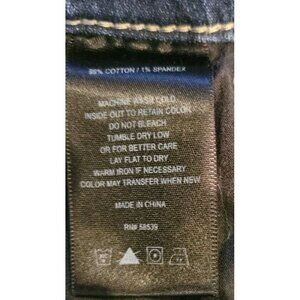 99% COTTON / 1% SPANDEX
MACHINE WASH COLD
INSIDE OUT TO RETAIN COLOR
DO NOT BLEACH
TUMBLE DRY LOW
OR FOR BETTER CARE
LAY FLAT TO DRY
WARM IRON IF NECESSARY
COLOR MAY TRANSFER WHEN NEW
MADE IN CHINA
RN# 58539